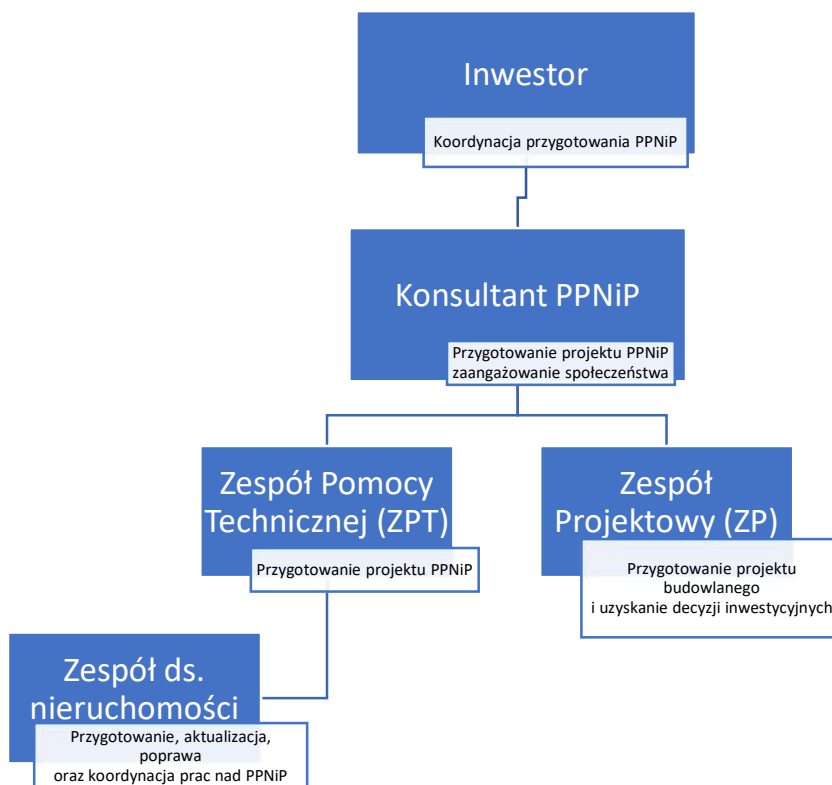 Inwestor
Koordynacja przygotowania PPNiP
Konsultant PPNiP
Przygotowanie projektu PPNiP
zaangażowanie społeczeństwa
Zespół Pomocy
Technicznej (ZPT)
Przygotowanie projektu PPNiP
Zespół
Projektowy (ZP)
Przygotowanie projektu
budowlanego
i uzyskanie decyzji inwestycyjnych
Zespół ds.
nieruchomości
Przygotowanie, aktualizacja,
poprawa
oraz koordynacja prac nad PPNiP